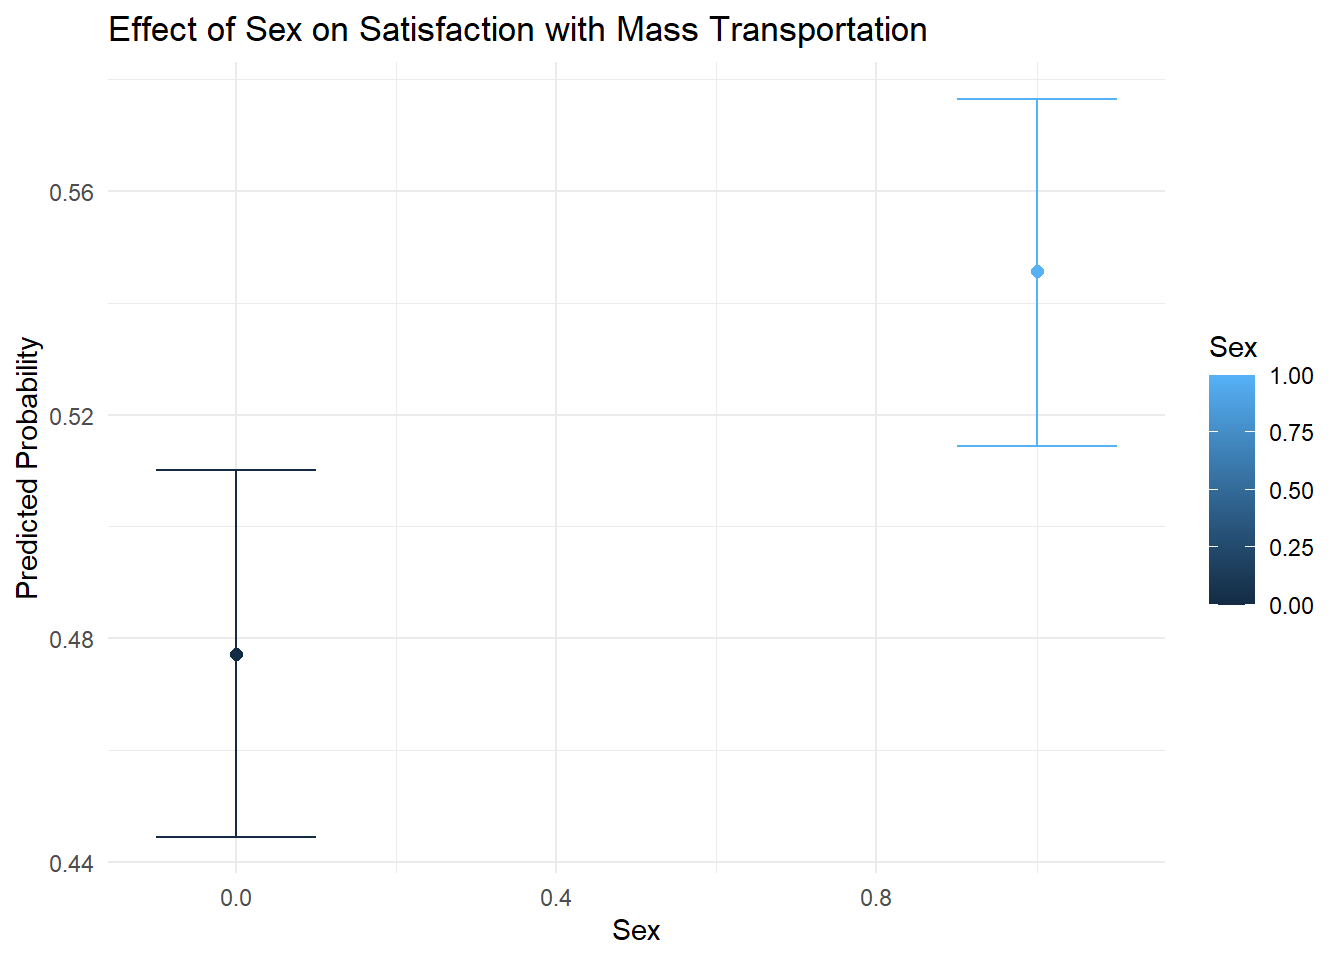 Effect of Sex on Satisfaction with Mass Transportation
Predicted Probability
0.56
0.52
0.48
0.44
0.0 0.4 0.8
Sex
Sex
1.00
0.75
0.50
0.25
0.00